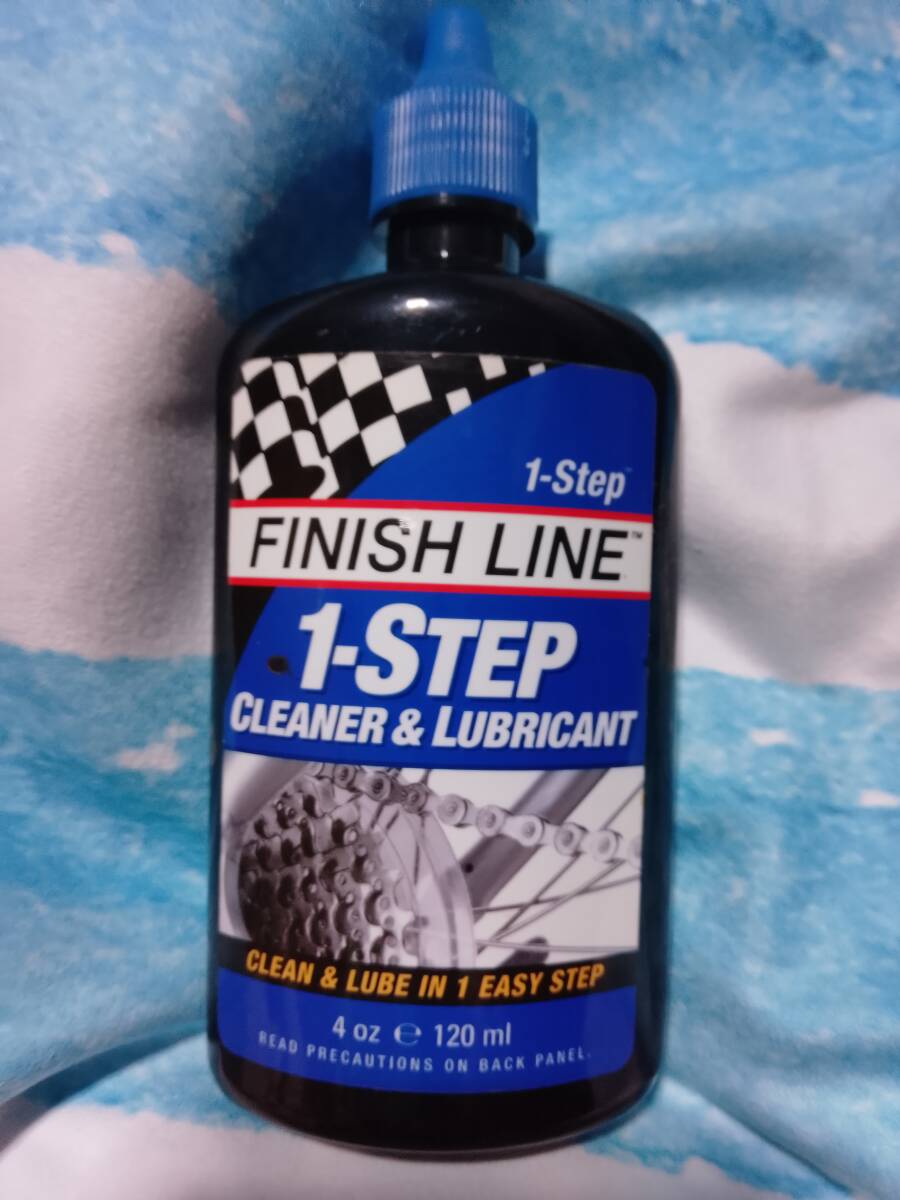 1-Step™
FINISH LINE™
1-STEP
CLEANER & LUBRICANT
CLEAN & LUBE IN 1 EASY STEP
4 oz ℮ 120 ml
READ PRECAUTIONS ON BACK PANEL.